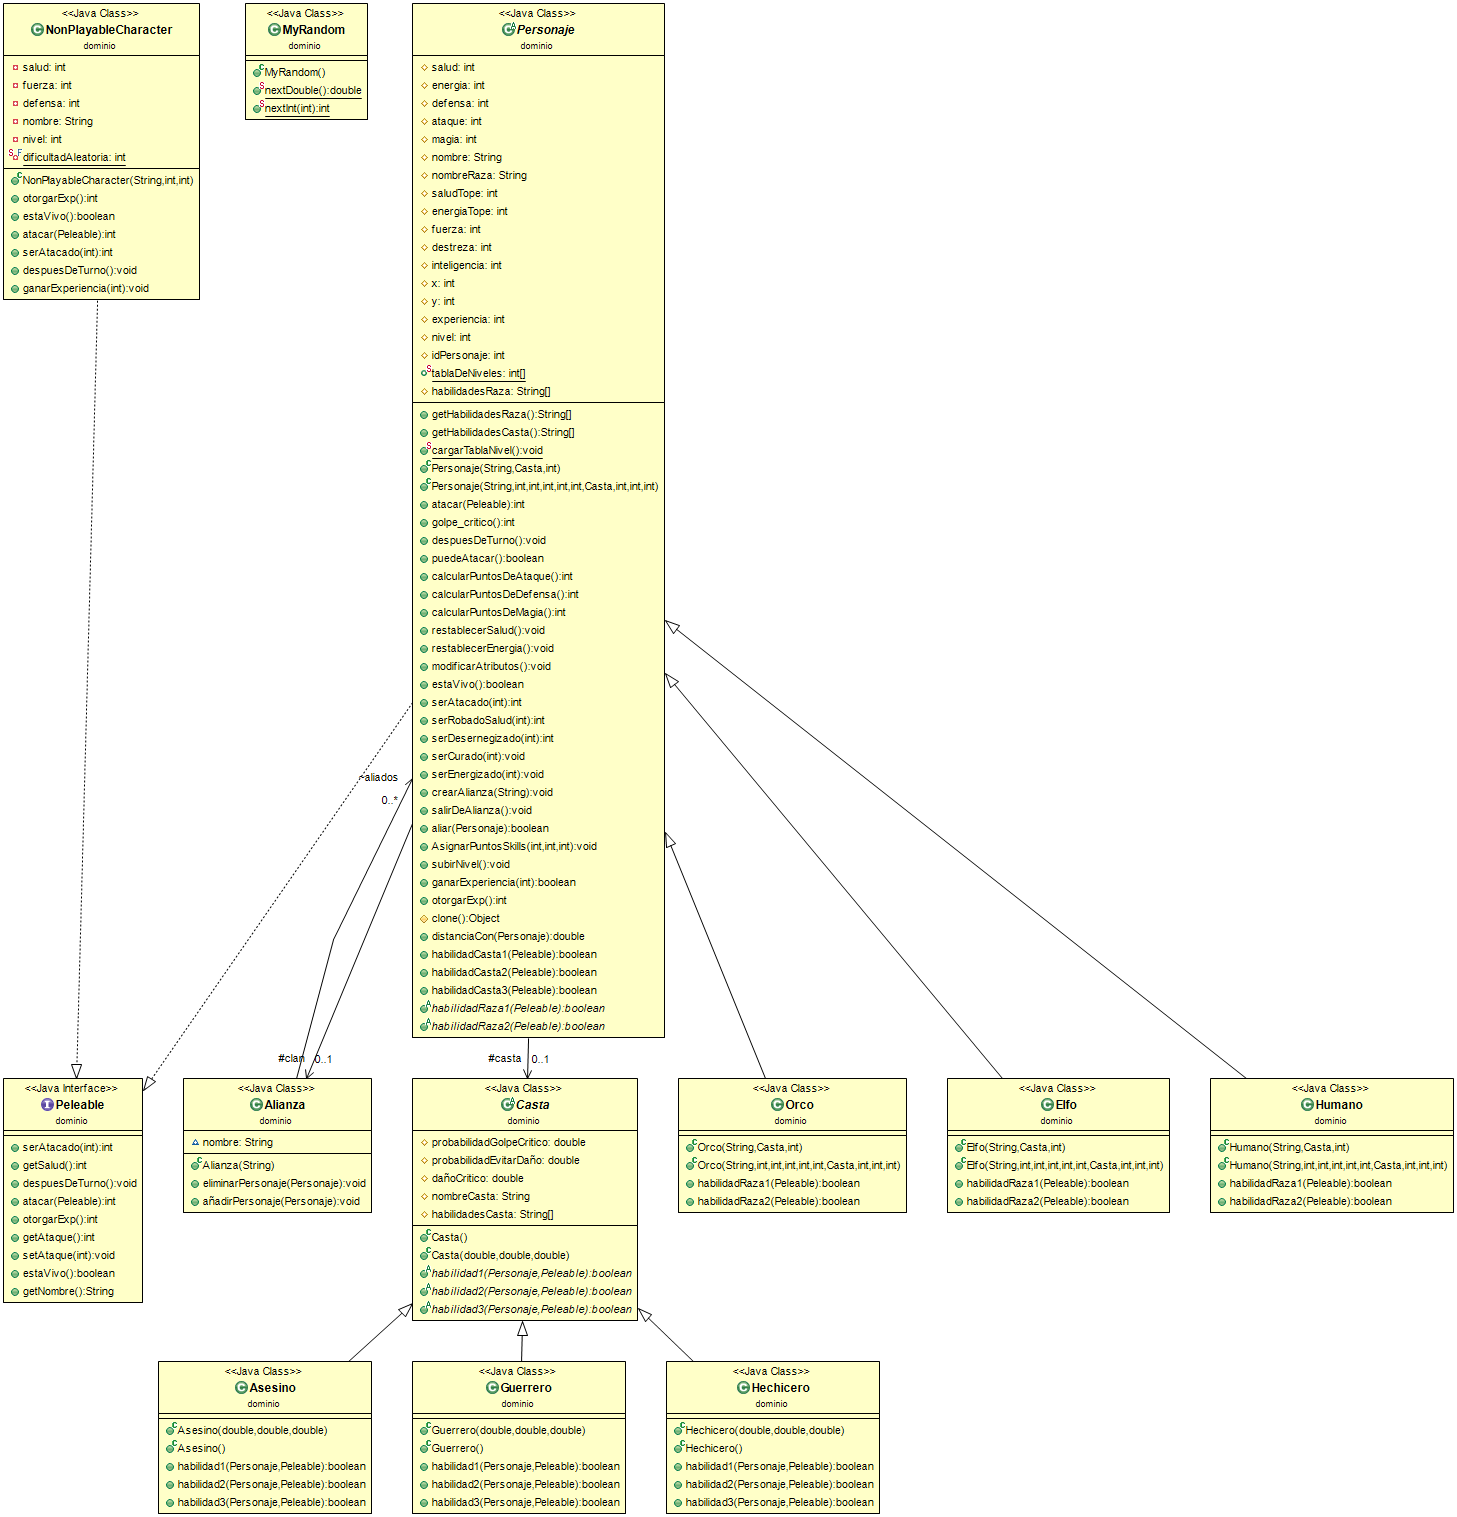 <<Java Class>>
NonPlayableCharacter
dominio
salud: int
fuerza: int
defensa: int
nombre: String
nivel: int
dificultadAleatoria: int
NonPlayableCharacter(String,int,int)
otorgarExp():int
estaVivo():boolean
atacar(Peleable):int
serAtacado(int):int
despuesDeTurno():void
ganarExperiencia(int):void
<<Java Class>>
MyRandom
dominio
MyRandom()
nextDouble():double
nextInt(int):int
<<Java Class>>
Personaje
dominio
salud: int
energia: int
defensa: int
ataque: int
magia: int
nombre: String
nombreRaza: String
saludTope: int
energiaTope: int
fuerza: int
destreza: int
inteligencia: int
x: int
y: int
experiencia: int
nivel: int
idPersonaje: int
tablaDeNiveles: int[]
habilidadesRaza: String[]
getHabilidadesRaza():String[]
getHabilidadesCasta():String[]
cargarTablaNivel():void
Personaje(String,Casta,int)
Personaje(String,int,int,int,int,int,Casta,int,int,int)
atacar(Peleable):int
golpe_critico():int
despuesDeTurno():void
puedeAtacar():boolean
calcularPuntosDeAtaque():int
calcularPuntosDeDefensa():int
calcularPuntosDeMagia():int
restablecerSalud():void
restablecerEnergia():void
modificarAtributos():void
estaVivo():boolean
serAtacado(int):int
serRobadoSalud(int):int
serDesernegizado(int):int
serCurado(int):void
serEnergizado(int):void
crearAlianza(String):void
salirDeAlianza():void
aliar(Personaje):boolean
AsignarPuntosSkills(int,int,int):void
subirNivel():void
ganarExperiencia(int):boolean
otorgarExp():int
clone():Object
distanciaCon(Personaje):double
habilidadCasta1(Peleable):boolean
habilidadCasta2(Peleable):boolean
habilidadCasta3(Peleable):boolean
habilidadRaza1(Peleable):boolean
habilidadRaza2(Peleable):boolean
~aliados
0..*
#clan
0..1
#casta
0..1
<<Java Interface>>
Peleable
dominio
serAtacado(int):int
getSalud():int
despuesDeTurno():void
atacar(Peleable):int
otorgarExp():int
getAtaque():int
setAtaque(int):void
estaVivo():boolean
getNombre():String
<<Java Class>>
Alianza
dominio
nombre: String
Alianza(String)
eliminarPersonaje(Personaje):void
añadirPersonaje(Personaje):void
<<Java Class>>
Casta
dominio
probabilidadGolpeCritico: double
probabilidadEvitarDaño: double
dañoCritico: double
nombreCasta: String
habilidadesCasta: String[]
Casta()
Casta(double,double,double)
habilidad1(Personaje,Peleable):boolean
habilidad2(Personaje,Peleable):boolean
habilidad3(Personaje,Peleable):boolean
<<Java Class>>
Orco
dominio
Orco(String,Casta,int)
Orco(String,int,int,int,int,int,Casta,int,int,int)
habilidadRaza1(Peleable):boolean
habilidadRaza2(Peleable):boolean
<<Java Class>>
Elfo
dominio
Elfo(String,Casta,int)
Elfo(String,int,int,int,int,int,Casta,int,int,int)
habilidadRaza1(Peleable):boolean
habilidadRaza2(Peleable):boolean
<<Java Class>>
Humano
dominio
Humano(String,Casta,int)
Humano(String,int,int,int,int,int,Casta,int,int,int)
habilidadRaza1(Peleable):boolean
habilidadRaza2(Peleable):boolean
<<Java Class>>
Asesino
dominio
Asesino(double,double,double)
Asesino()
habilidad1(Personaje,Peleable):boolean
habilidad2(Personaje,Peleable):boolean
habilidad3(Personaje,Peleable):boolean
<<Java Class>>
Guerrero
dominio
Guerrero(double,double,double)
Guerrero()
habilidad1(Personaje,Peleable):boolean
habilidad2(Personaje,Peleable):boolean
habilidad3(Personaje,Peleable):boolean
<<Java Class>>
Hechicero
dominio
Hechicero(double,double,double)
Hechicero()
habilidad1(Personaje,Peleable):boolean
habilidad2(Personaje,Peleable):boolean
habilidad3(Personaje,Peleable):boolean